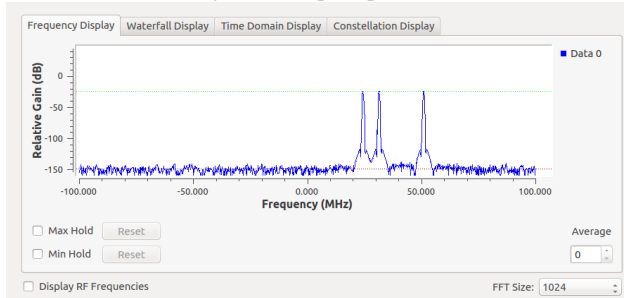 Frequency Display Waterfall Display Time Domain Display Constellation Display
Data 0
Relative Gain (dB)
0
-50
-100
-150
-100.000 -50.000 0.000 50.000 100.000
Frequency (MHz)
Max Hold Reset
Average
Min Hold Reset
0
Display RF Frequencies
FFT Size: 1024